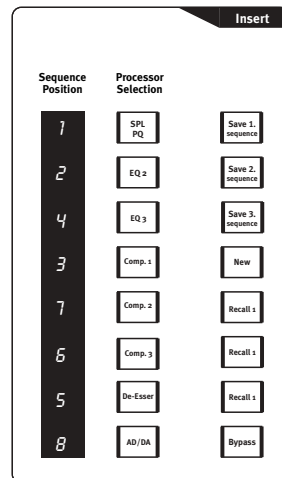 Insert
Sequence
Position
Processor
Selection
1
SPL
PQ
Save 1.
sequence
2
EQ 2
Save 2.
sequence
4
EQ 3
Save 3.
sequence
3
Comp. 1
New
7
Comp. 2
Recall 1
6
Comp. 3
Recall 1
5
De-Esser
Recall 1
8
AD/DA
Bypass